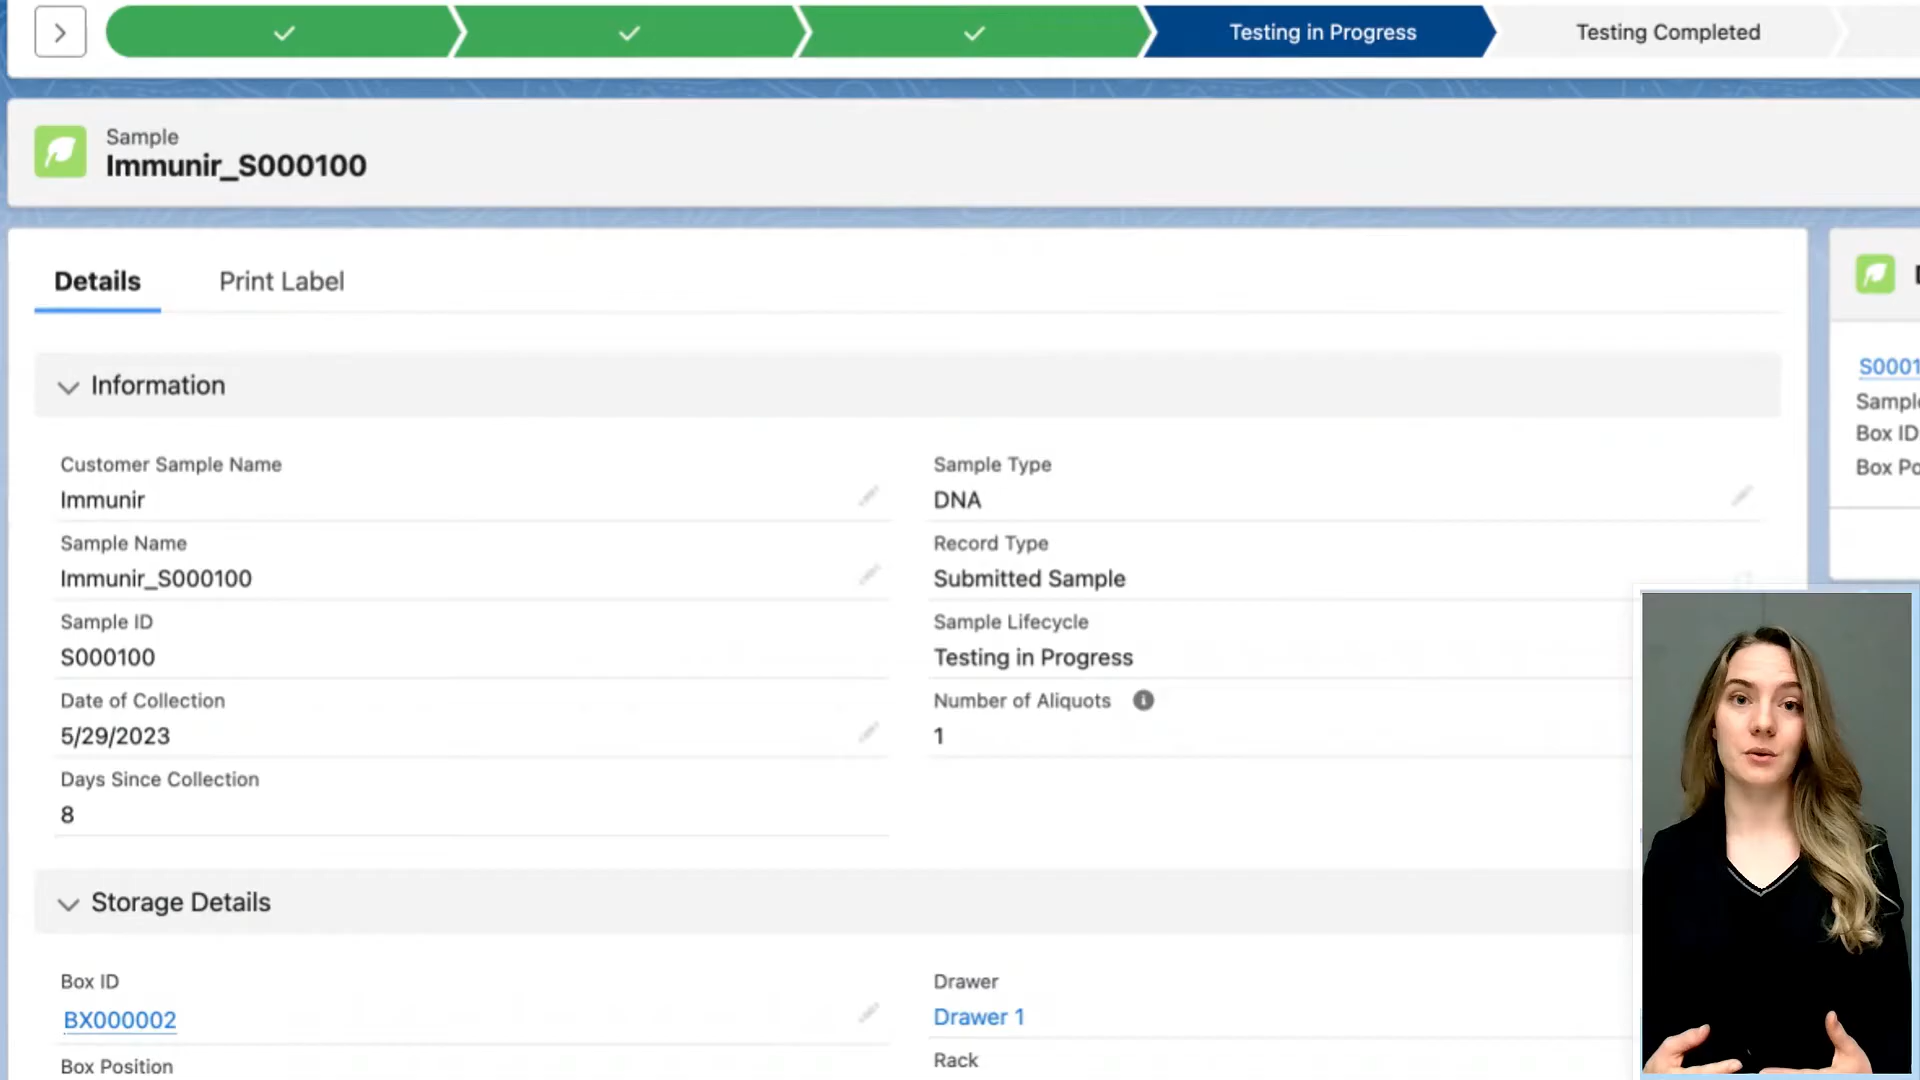 Testing in Progress
Testing Completed
Sample
Immunir_S000100
Details
Print Label
Information
Customer Sample Name
Immunir
Sample Type
DNA
Sample Name
Immunir_S000100
Record Type
Submitted Sample
Sample ID
S000100
Sample Lifecycle
Testing in Progress
Date of Collection
5/29/2023
Number of Aliquots
1
Days Since Collection
8
Storage Details
Box ID
BX000002
Drawer
Drawer 1
Box Position
Rack
S0001
Box ID